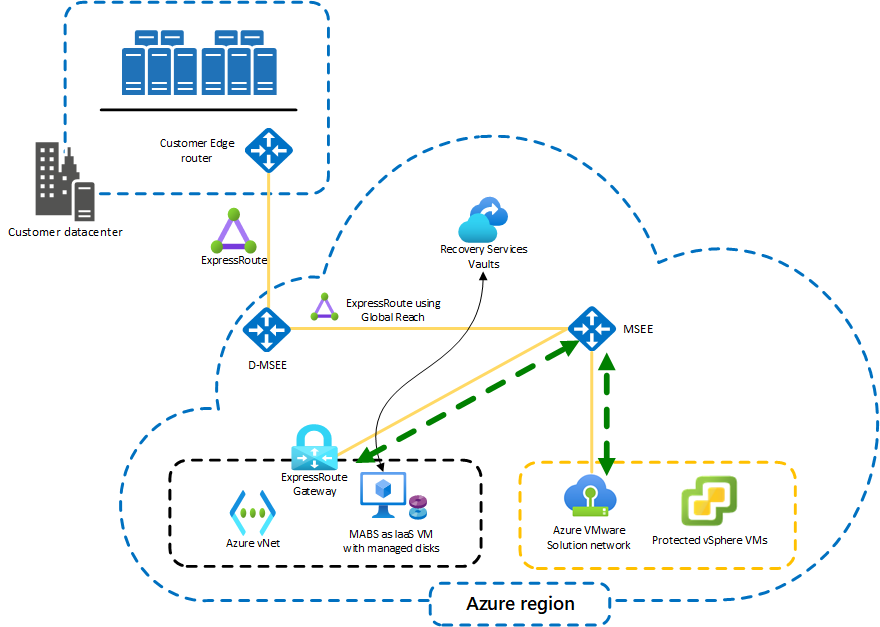 Customer Edge
router
Customer datacenter
ExpressRoute
Recovery Services
Vaults
ExpressRoute using
Global Reach
MSEE
D-MSEE
ExpressRoute
Gateway
Azure vNet
MABS as IaaS VM
with managed disks
Azure VMware
Solution network
Protected vSphere VMs
Azure region